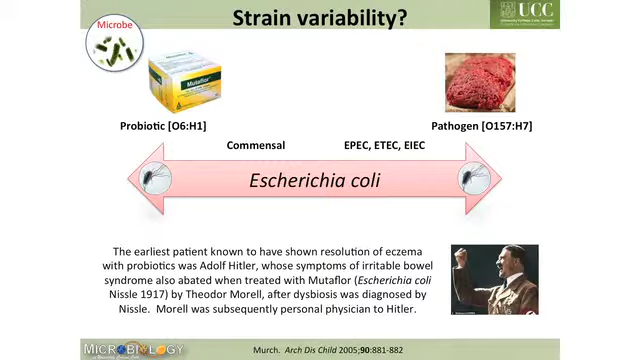 Strain variability?
UCC
Microbe
Mutaflor
Probiotic [O6:H1]
Pathogen [O157:H7]
Commensal
EPEC, ETEC, EIEC
Escherichia coli
The earliest patient known to have shown resolution of eczema
with probiotics was Adolf Hitler, whose symptoms of irritable bowel
syndrome also abated when treated with Mutaflor (Escherichia coli
Nissle 1917) by Theodor Morell, after dysbiosis was diagnosed by
Nissle.  Morell was subsequently personal physician to Hitler.
MICROBIOLOGY
Murch.  Arch Dis Child 2005;90:881-882